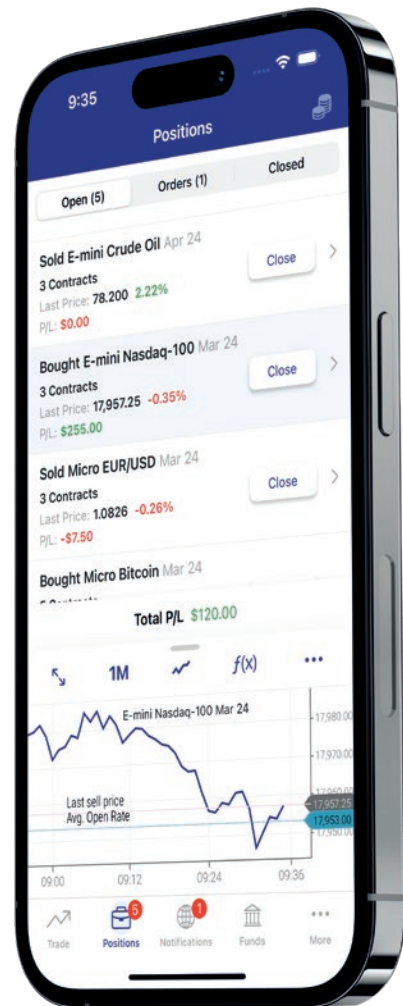 9:35
Positions
Open (5) Orders (1) Closed
Sold E-mini Crude Oil Apr 24
3 Contracts
Last Price: 78.200 2.22%
P/L: $0.00
Close
Bought E-mini Nasdaq-100 Mar 24
3 Contracts
Last Price: 17,957.25 -0.35%
P/L: $255.00
Close
Sold Micro EUR/USD Mar 24
3 Contracts
Last Price: 1.0826 -0.26%
P/L: -$7.50
Close
Bought Micro Bitcoin Mar 24
Total P/L $120.00
1M f(x)
E-mini Nasdaq-100 Mar 24
17,980.00
17,970.00
17,960.00
Last sell price
17,957.25
Avg. Open Rate
17,953.00
17,950.00
09:00 09:12 09:24 09:36
5 1
Trade Positions Notifications Funds More